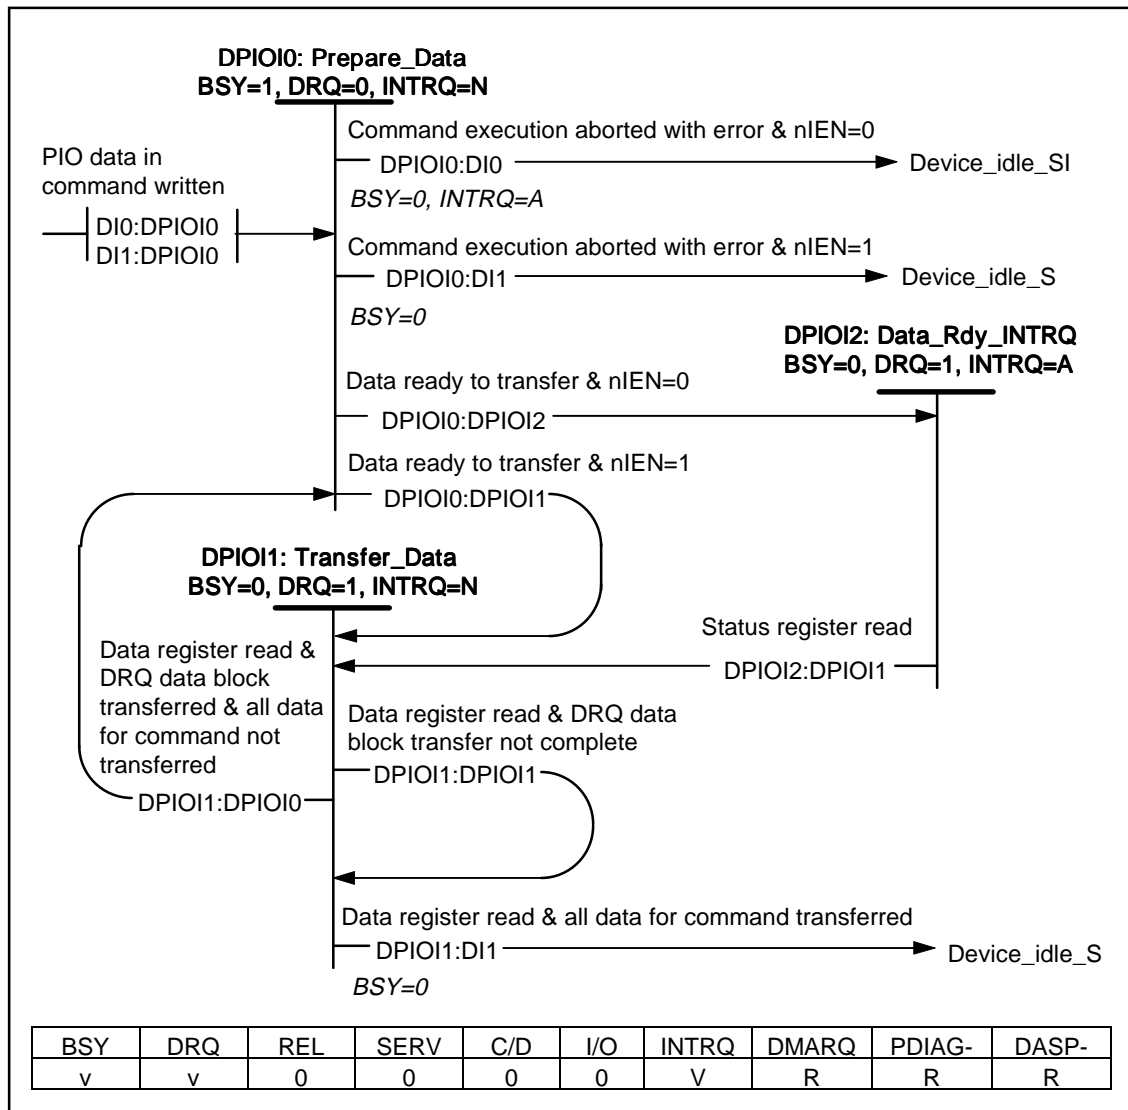 DPIOI0: Prepare_Data
BSY=1, DRQ=0, INTRQ=N
Command execution aborted with error & nIEN=0
DPIOI0:DI0
Device_idle_SI
BSY=0, INTRQ=A
PIO data in
command written
DI0:DPIOI0
DI1:DPIOI0
Command execution aborted with error & nIEN=1
DPIOI0:DI1
Device_idle_S
BSY=0
DPIOI2: Data_Rdy_INTRQ
BSY=0, DRQ=1, INTRQ=A
Data ready to transfer & nIEN=0
DPIOI0:DPIOI2
Data ready to transfer & nIEN=1
DPIOI0:DPIOI1
DPIOI1: Transfer_Data
BSY=0, DRQ=1, INTRQ=N
Status register read
DPIOI2:DPIOI1
Data register read &
DRQ data block
transferred & all data
for command not
transferred
DPIOI1:DPIOI0
Data register read & DRQ data
block transfer not complete
DPIOI1:DPIOI1
Data register read & all data for command transferred
DPIOI1:DI1
Device_idle_S
BSY=0
BSY DRQ REL SERV C/D I/O INTRQ DMARQ PDIAG- DASP-
v v 0 0 0 0 V R R R